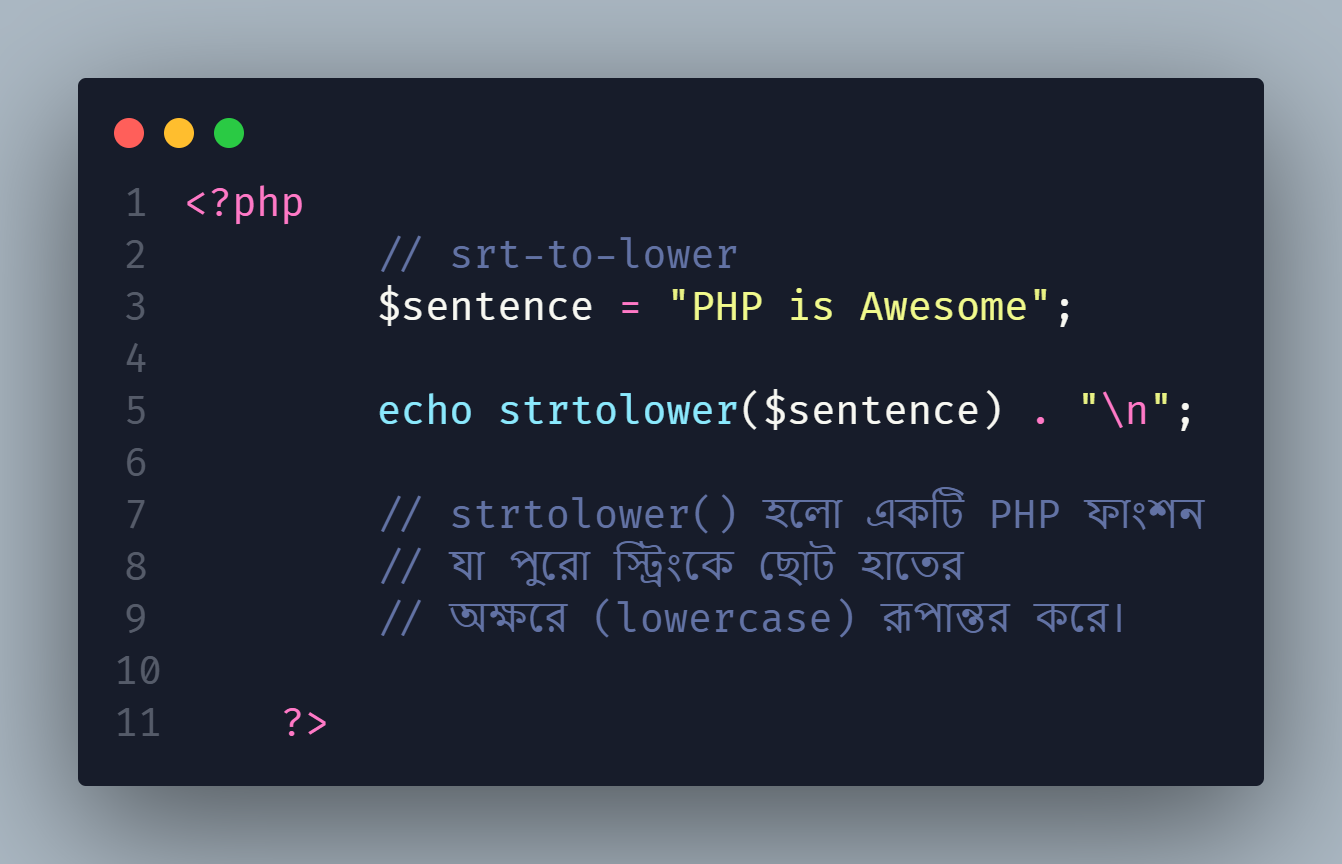 1 <?php
2 // srt-to-lower
3 $sentence = "PHP is Awesome";
4
5 echo strtolower($sentence) . "\n";
6
7 // strtolower() হলো একটি PHP ফাংশন
8 // যা পুরো স্ট্রিংকে ছোট হাতের
9 // অক্ষরে (lowercase) রূপান্তর করে।
10
11 ?>